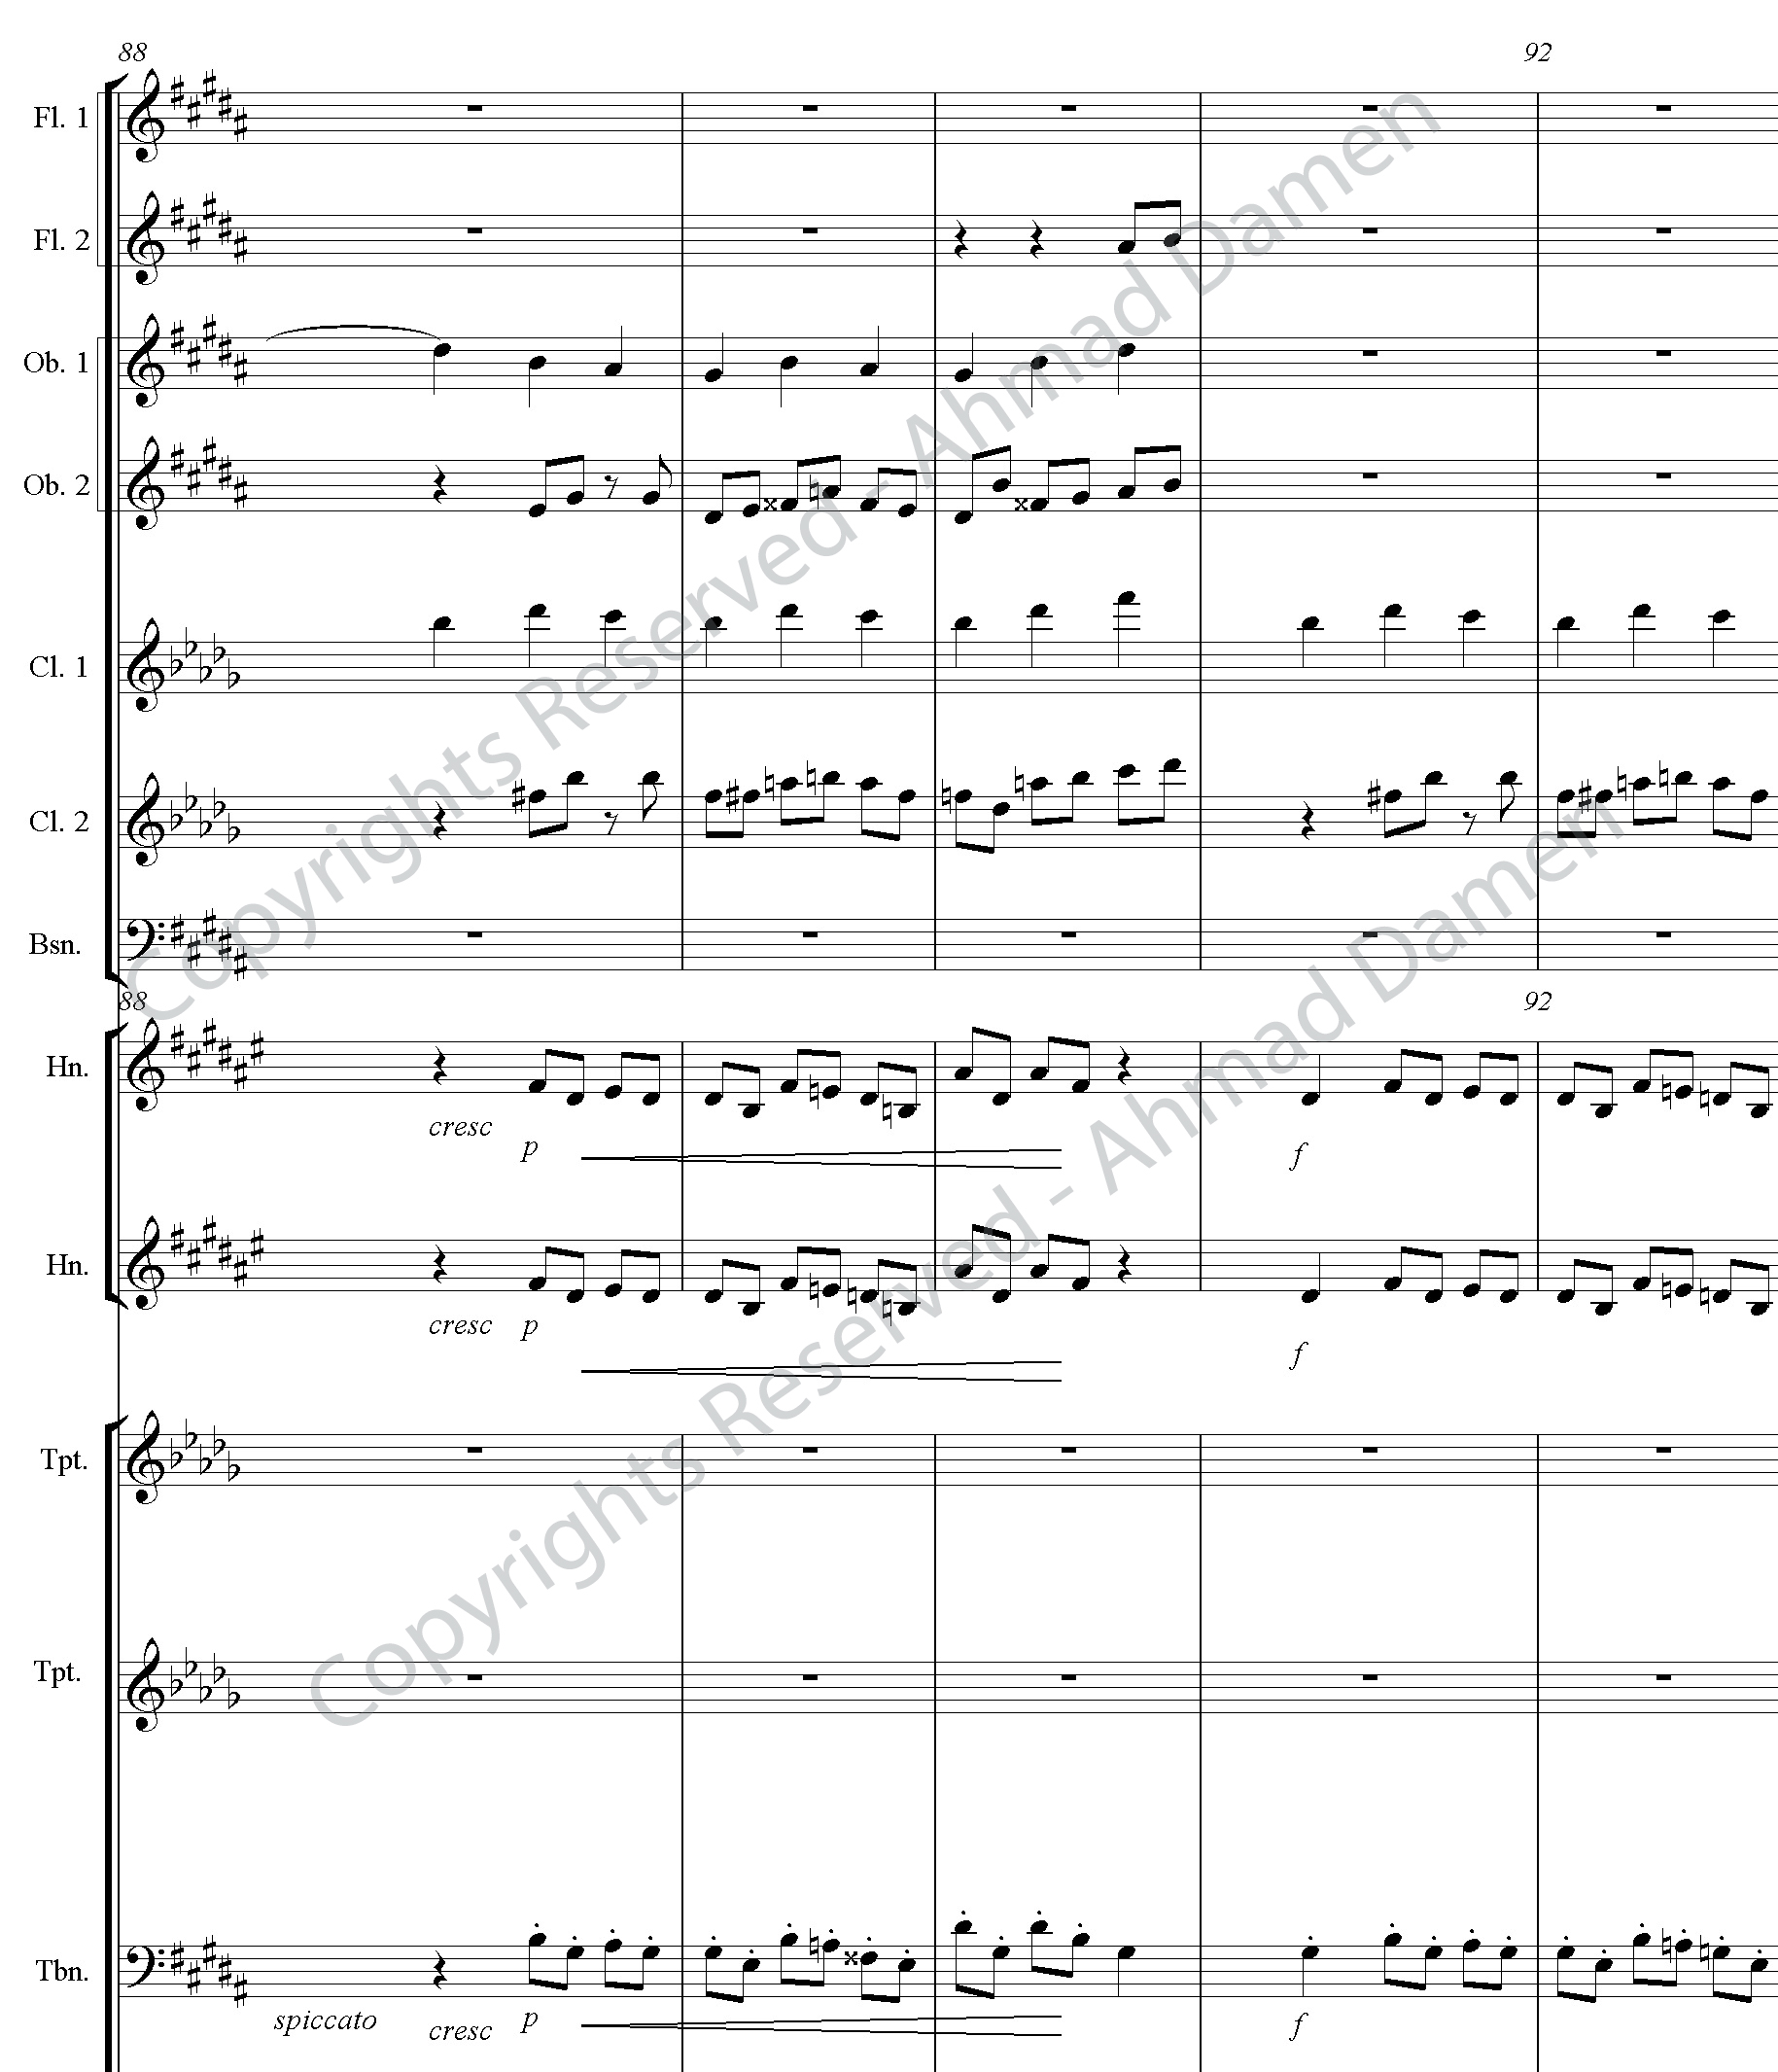 88
92
Fl. 1
Fl. 2
Ob. 1
Ob. 2
Cl. 1
Cl. 2
Bsn.
Copyrights Reserved - Ahmad Damen
88
92
Hn.
cresc
p
f
Hn.
cresc
p
f
Tpt.
Tpt.
Copyrights Reserved - Ahmad Damen
Tbn.
spiccato
cresc
p
f